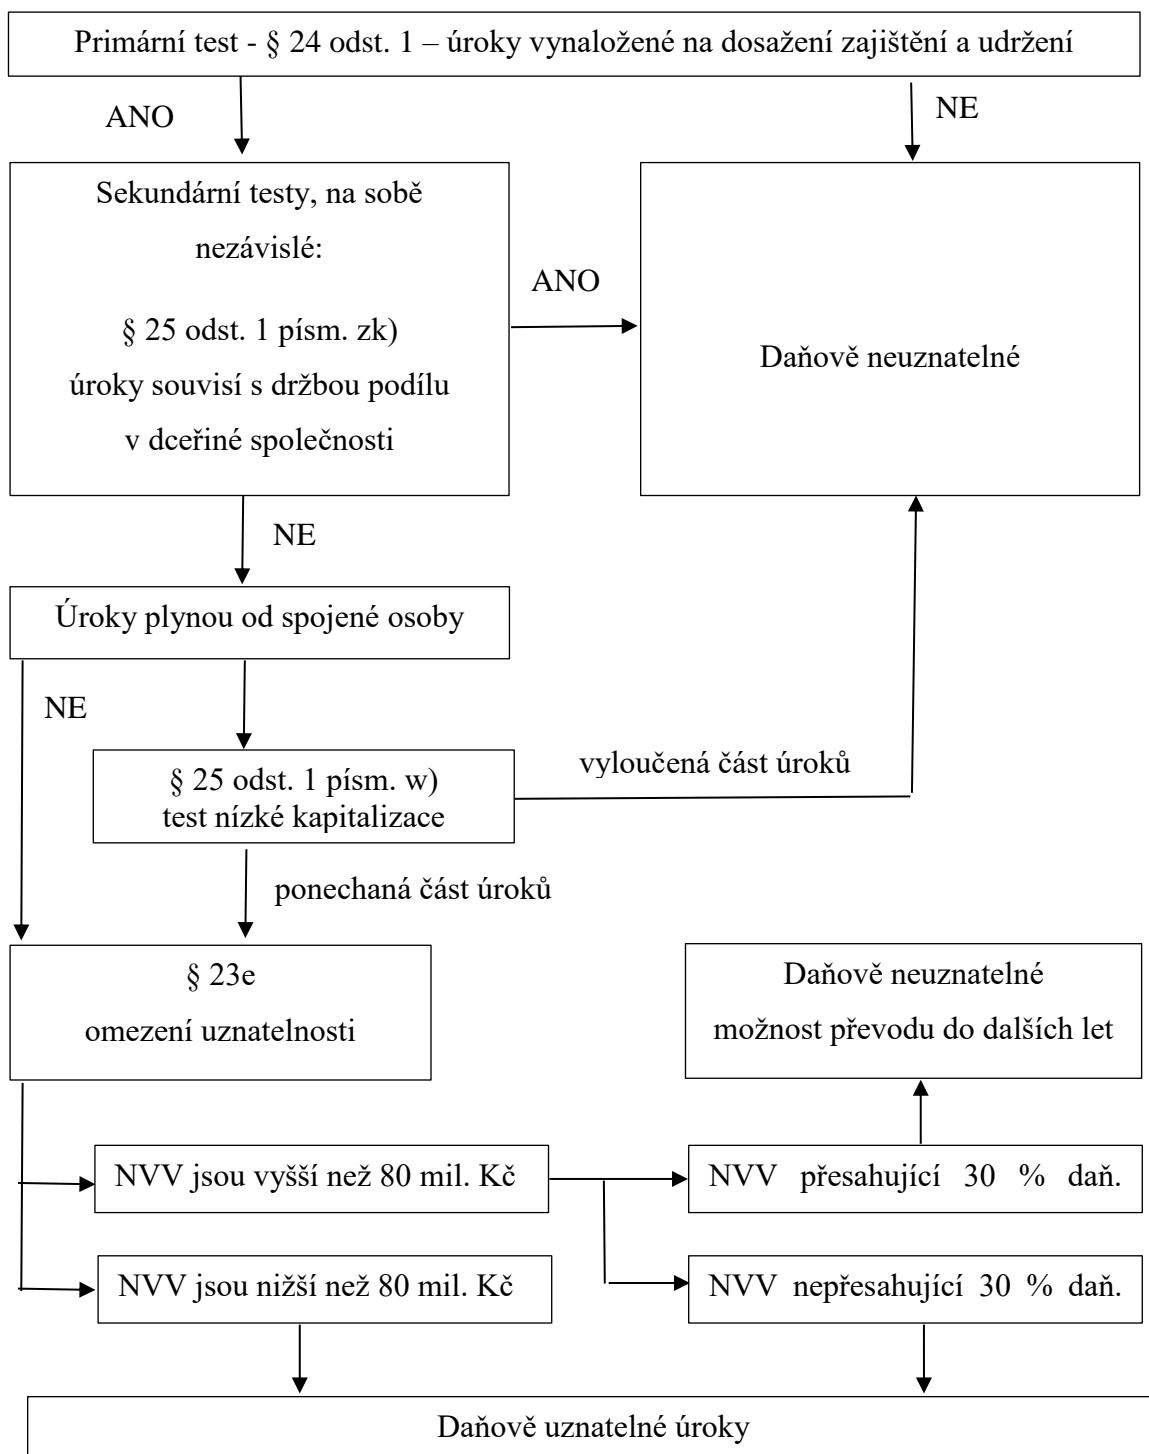 Primární test - § 24 odst. 1 – úroky vynaložené na dosažení zajištění a udržení
ANO
NE
Sekundární testy, na sobě
nezávislé:
§ 25 odst. 1 písm. zk)
úroky souvisí s držbou podílu
v dceřiné společnosti
ANO
Daňově neuznatelné
NE
Úroky plynou od spojené osoby
NE
§ 25 odst. 1 písm. w)
test nízké kapitalizace
vyloučená část úroků
ponechaná část úroků
§ 23e
omezení uznatelnosti
Daňově neuznatelné
možnost převodu do dalších let
NVV jsou vyšší než 80 mil. Kč
NVV přesahující 30 % daň.
NVV jsou nižší než 80 mil. Kč
NVV nepřesahující 30 % daň.
Daňově uznatelné úroky